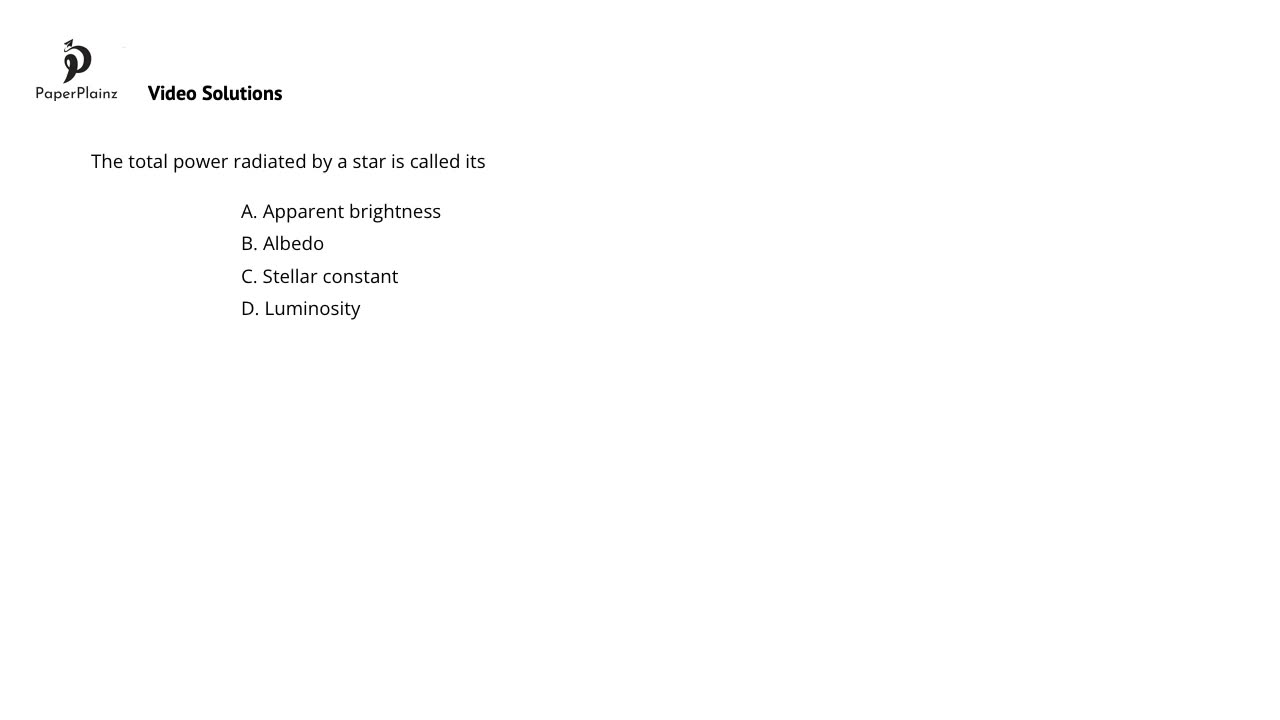 PaperPlainz
Video Solutions
The total power radiated by a star is called its
A. Apparent brightness
B. Albedo
C. Stellar constant
D. Luminosity